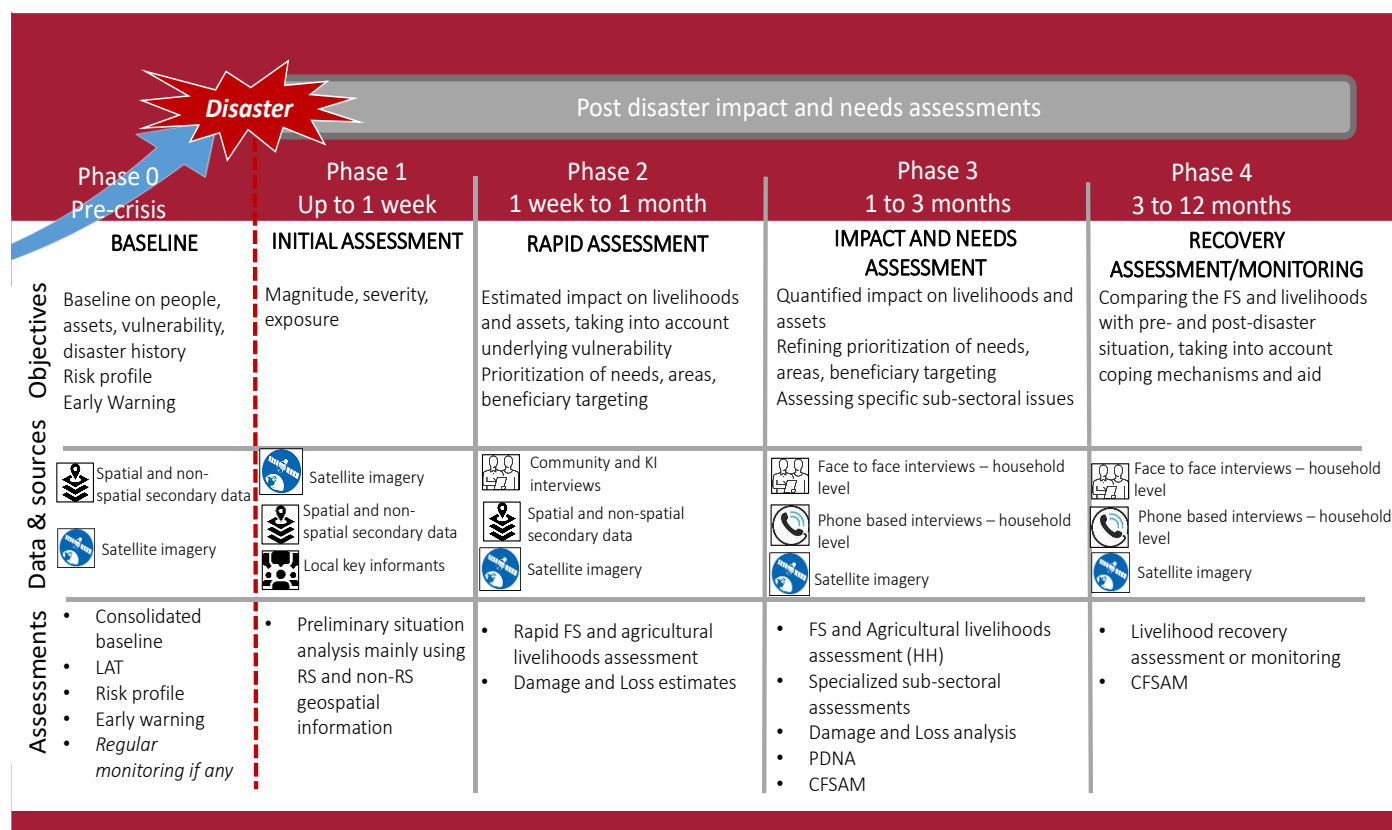 Disaster
Post disaster impact and needs assessments
Phase 0
Pre-crisis
Phase 1
Up to 1 week
Phase 2
1 week to 1 month
Phase 3
1 to 3 months
Phase 4
3 to 12 months
BASELINE
INITIAL ASSESSMENT
RAPID ASSESSMENT
IMPACT AND NEEDS
ASSESSMENT
RECOVERY
ASSESSMENT/MONITORING
Objectives
Baseline on people,
assets, vulnerability,
disaster history
Risk profile
Early Warning
Magnitude, severity,
exposure
Estimated impact on livelihoods
and assets, taking into account
underlying vulnerability
Prioritization of needs, areas,
beneficiary targeting
Quantified impact on livelihoods and
assets
Refining prioritization of needs,
areas, beneficiary targeting
Assessing specific sub-sectoral issues
Comparing the FS and livelihoods
with pre- and post-disaster
situation, taking into account
coping mechanisms and aid
Data & sources
Spatial and non-
spatial secondary data
Satellite imagery
Satellite imagery
Spatial and non-
spatial secondary data
Local key informants
Community and KI
interviews
Spatial and non-spatial
secondary data
Satellite imagery
Face to face interviews – household
level
Phone based interviews – household
level
Satellite imagery
Face to face interviews – household
level
Phone based interviews – household
level
Satellite imagery
Assessments
• Consolidated
baseline
• LAT
• Risk profile
• Early warning
• Regular
monitoring if any
• Preliminary situation
analysis mainly using
RS and non-RS
geospatial
information
• Rapid FS and agricultural
livelihoods assessment
• Damage and Loss estimates
• FS and Agricultural livelihoods
assessment (HH)
• Specialized sub-sectoral
assessments
• Damage and Loss analysis
• PDNA
• CFSAM
• Livelihood recovery
assessment or monitoring
• CFSAM